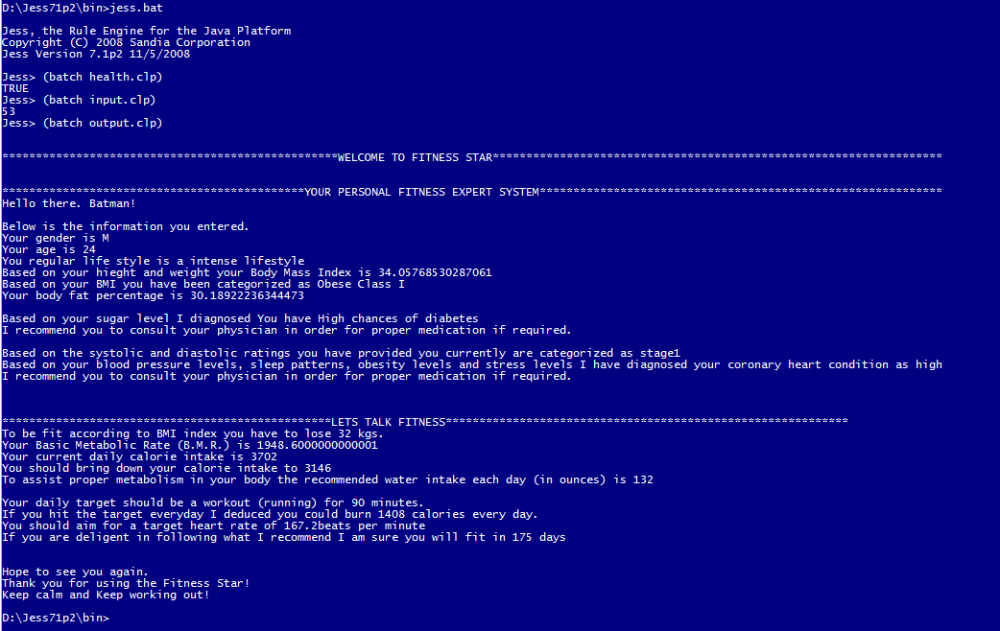 D:\Jess71p2\bin>jess.bat
Jess, the Rule Engine for the Java Platform
Copyright (C) 2008 Sandia Corporation
Jess Version 7.1p2 11/5/2008
Jess> (batch health.clp)
TRUE
Jess> (batch input.clp)
53
Jess> (batch output.clp)
**************************************************WELCOME TO FITNESS STAR*******************************************************************
*********************************************YOUR PERSONAL FITNESS EXPERT SYSTEM************************************************************
Hello there. Batman!
Below is the information you entered.
Your gender is M
Your age is 24
You regular life style is a intense lifestyle
Based on your hieght and weight your Body Mass Index is 34.05768530287061
Based on your BMI you have been categorized as Obese Class I
Your body fat percentage is 30.18922236344473
Based on your sugar level I diagnosed You have High chances of diabetes
I recommend you to consult your physician in order for proper medication if required.
Based on the systolic and diastolic ratings you have provided you currently are categorized as stage1
Based on your blood pressure levels, sleep patterns, obesity levels and stress levels I have diagnosed your coronary heart condition as high
I recommend you to consult your physician in order for proper medication if required.
*************************************************LETS TALK FITNESS************************************************************
To be fit according to BMI index you have to lose 32 kgs.
Your Basic Metabolic Rate (B.M.R.) is 1948.6000000000001
Your current daily calorie intake is 3702
You should bring down your calorie intake to 3146
To assist proper metabolism in your body the recommended water intake each day (in ounces) is 132
Your daily target should be a workout (running) for 90 minutes.
If you hit the target everyday I deduced you could burn 1408 calories every day.
You should aim for a target heart rate of 167.2beats per minute
If you are deligent in following what I recommend I am sure you will fit in 175 days
Hope to see you again.
Thank you for using the Fitness Star!
Keep calm and Keep working out!
D:\Jess71p2\bin>